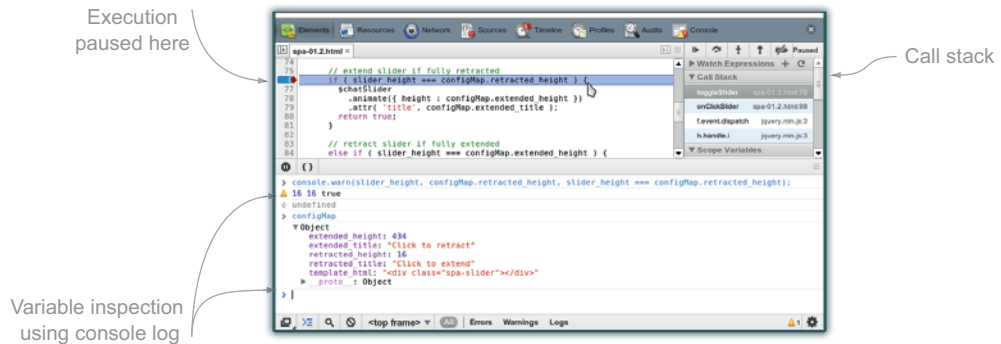 Execution
paused here
Elements Resources Network Sources Timeline Profiles Audits Console
spa-01.2.html × Paused
Call stack
74
75 // extend slider if fully retracted
if ( slider_height === configMap.retracted_height ) {
77 $chatSlider
78 .animate({ height : configMap.extended_height })
79 .attr( 'title', configMap.extended_title );
80 return true;
81 }
82
83 // retract slider if fully extended
84 else if ( slider_height === configMap.extended_height ) {
▶ Watch Expressions + C
▼ Call Stack
toggleSlider spa-01.2.html:76
onClickSlider spa-01.2.html:98
f.event.dispatch jquery.min.js:3
h.handle.i jquery.min.js:3
▼ Scope Variables
{}
> console.warn(slider_height, configMap.retracted_height, slider_height === configMap.retracted_height);
16 16 true
undefined
> configMap
▼Object
extended_height: 434
extended_title: "Click to retract"
retracted_height: 16
retracted_title: "Click to extend"
template_html: "<div class="spa-slider"></div>"
▶ __proto__: Object
>
Variable inspection
using console log
<top frame> ▼ All Errors Warnings Logs 1